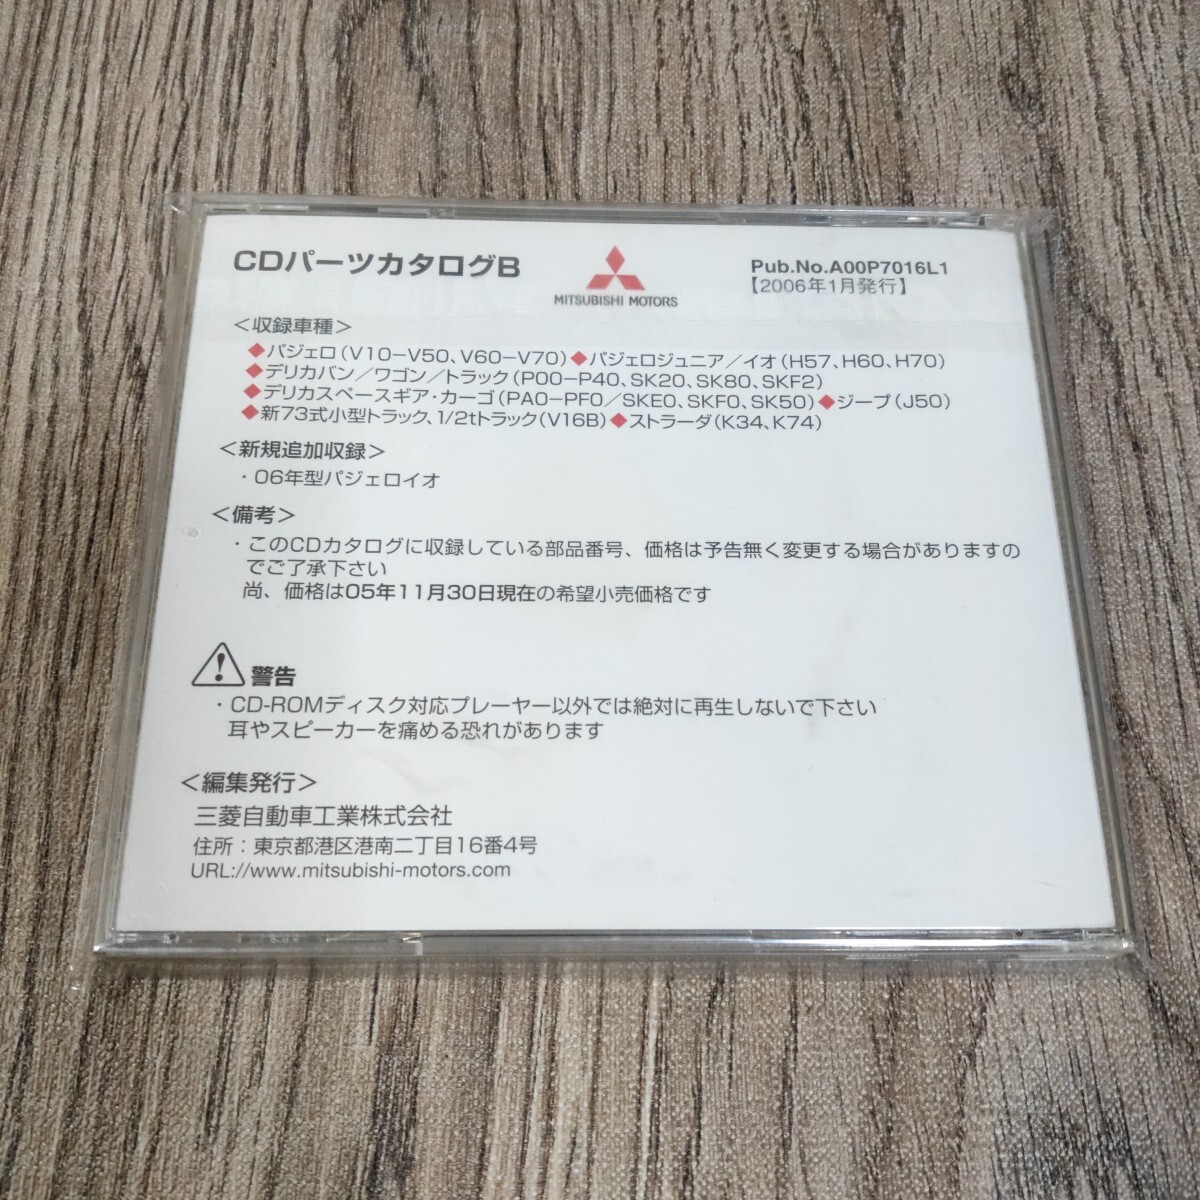 CDパーツカタログB
MITSUBISHI MOTORS
Pub.No.A00P7016L1
【2006年1月発行】
＜収録車種＞
◆パジェロ(V10−V50、V60−V70)◆パジェロジュニア／イオ(H57、H60、H70)
◆デリカバン／ワゴン／トラック(P00−P40、SK20、SK80、SKF2)
◆デリカスペースギア・カーゴ(PA0−PF0／SKE0、SKF0、SK50)◆ジープ(J50)
◆新73式小型トラック、1/2tトラック(V16B)◆ストラーダ(K34、K74)
＜新規追加収録＞
・06年型パジェロイオ
＜備考＞
・このCDカタログに収録している部品番号、価格は予告無く変更する場合がありますの
でご了承下さい
尚、価格は05年11月30日現在の希望小売価格です
警告
・CD-ROMディスク対応プレーヤー以外では絶対に再生しないで下さい
耳やスピーカーを痛める恐れがあります
＜編集発行＞
三菱自動車工業株式会社
住所：東京都港区港南二丁目16番4号
URL://www.mitsubishi-motors.com